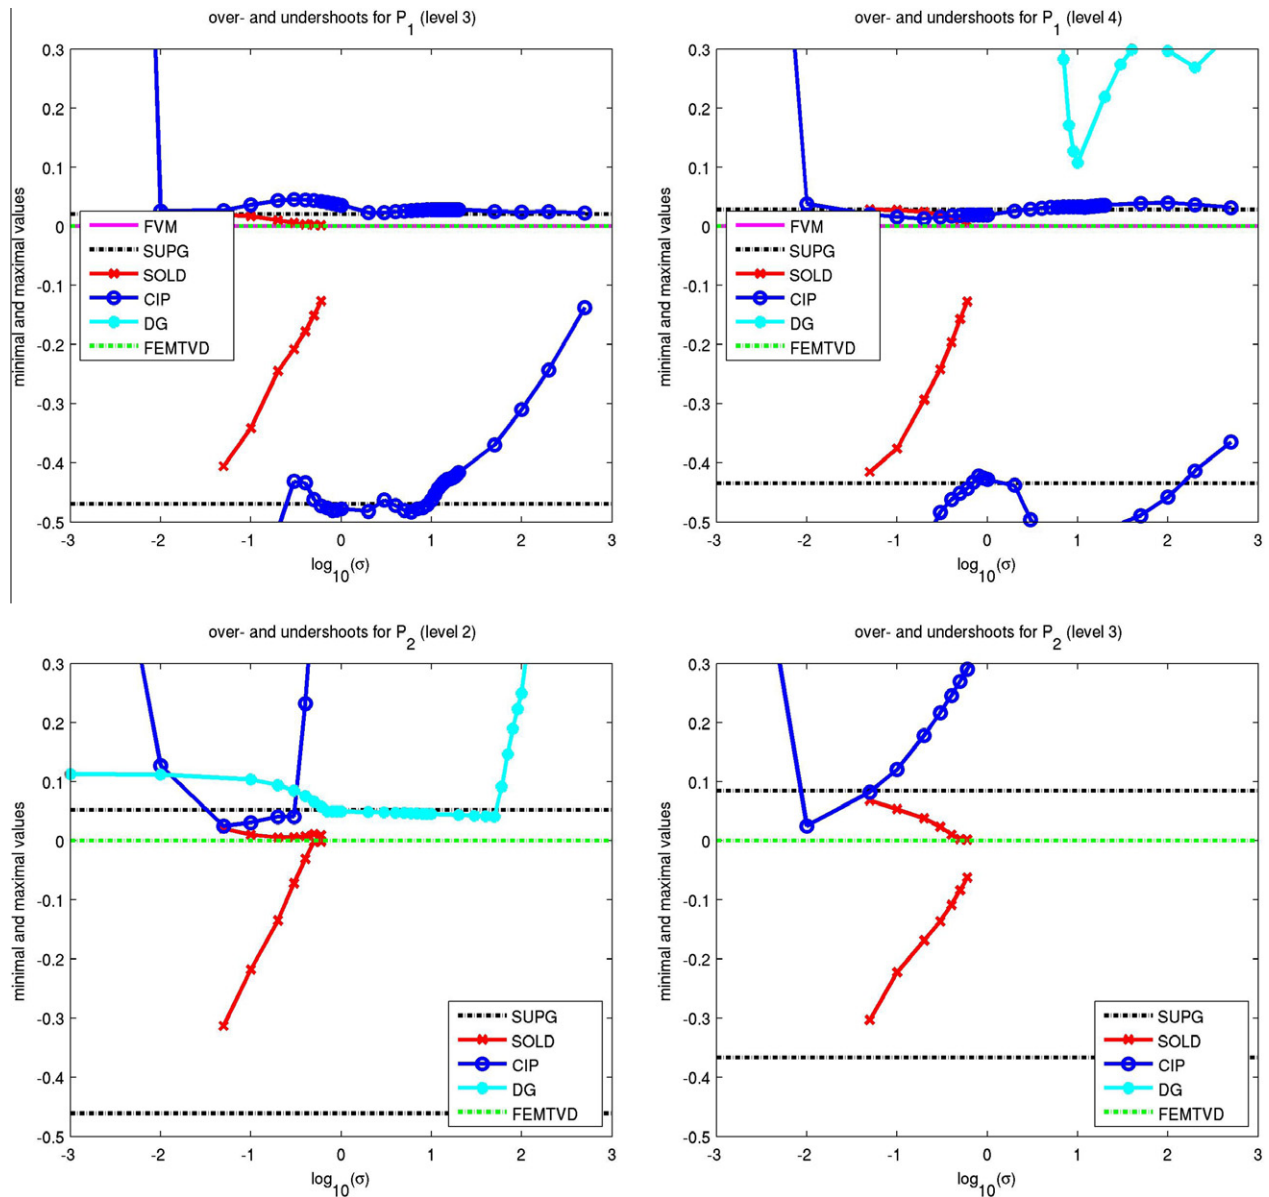 over- and undershoots for P1 (level 3)
0.3
0.2
0.1
0
-0.1
-0.2
-0.3
-0.4
-0.5
minimal and maximal values
FVM
SUPG
SOLD
CIP
DG
FEMTVD
-3 -2 -1 0 1 2 3
log10(σ)
over- and undershoots for P1 (level 4)
0.3
0.2
0.1
0
-0.1
-0.2
-0.3
-0.4
-0.5
minimal and maximal values
FVM
SUPG
SOLD
CIP
DG
FEMTVD
-3 -2 -1 0 1 2 3
log10(σ)
over- and undershoots for P2 (level 2)
0.3
0.2
0.1
0
-0.1
-0.2
-0.3
-0.4
-0.5
minimal and maximal values
SUPG
SOLD
CIP
DG
FEMTVD
-3 -2 -1 0 1 2 3
log10(σ)
over- and undershoots for P2 (level 3)
0.3
0.2
0.1
0
-0.1
-0.2
-0.3
-0.4
-0.5
minimal and maximal values
SUPG
SOLD
CIP
DG
FEMTVD
-3 -2 -1 0 1 2 3
log10(σ)